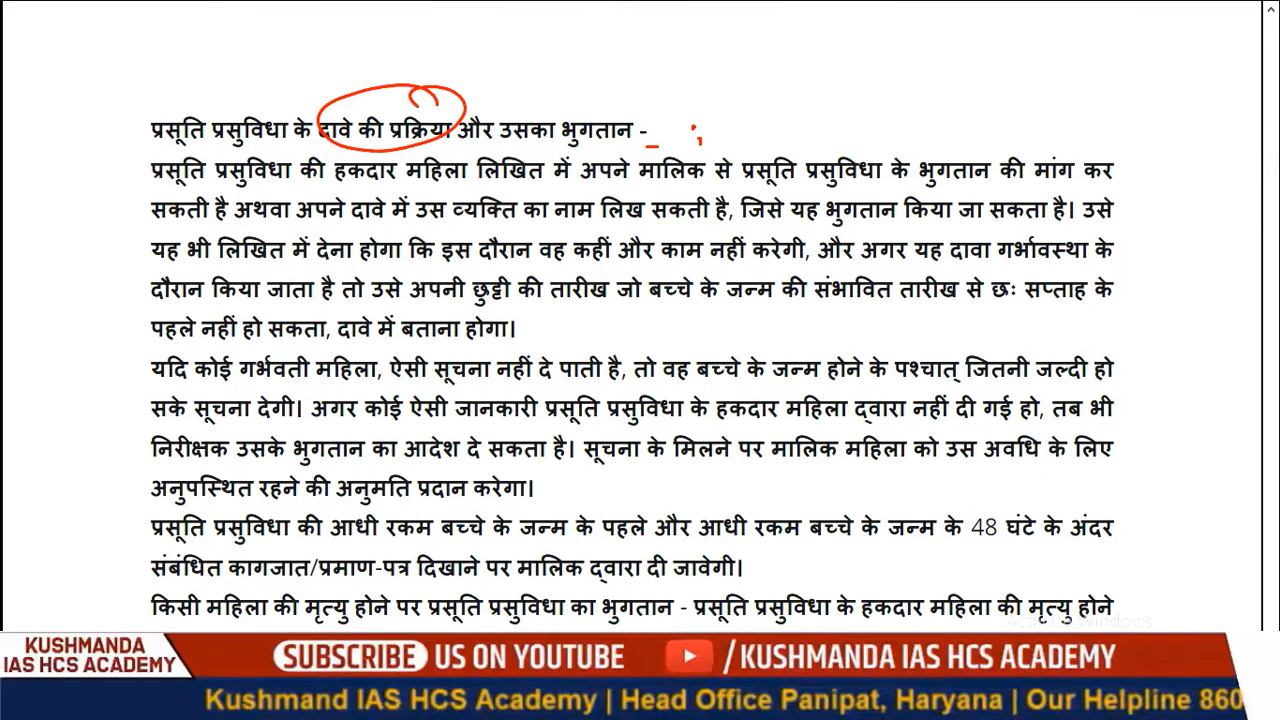 प्रसूति प्रसुविधा के दावे की प्रक्रिया और उसका भुगतान -
प्रसूति प्रसुविधा की हकदार महिला लिखित में अपने मालिक से प्रसूति प्रसुविधा के भुगतान की मांग कर
सकती है अथवा अपने दावे में उस व्यक्ति का नाम लिख सकती है, जिसे यह भुगतान किया जा सकता है। उसे
यह भी लिखित में देना होगा कि इस दौरान वह कहीं और काम नहीं करेगी, और अगर यह दावा गर्भावस्था के
दौरान किया जाता है तो उसे अपनी छुट्टी की तारीख जो बच्चे के जन्म की संभावित तारीख से छः सप्ताह के
पहले नहीं हो सकता, दावे में बताना होगा।
यदि कोई गर्भवती महिला, ऐसी सूचना नहीं दे पाती है, तो वह बच्चे के जन्म होने के पश्चात् जितनी जल्दी हो
सके सूचना देगी। अगर कोई ऐसी जानकारी प्रसूति प्रसुविधा के हकदार महिला द्वारा नहीं दी गई हो, तब भी
निरीक्षक उसके भुगतान का आदेश दे सकता है। सूचना के मिलने पर मालिक महिला को उस अवधि के लिए
अनुपस्थित रहने की अनुमति प्रदान करेगा।
प्रसूति प्रसुविधा की आधी रकम बच्चे के जन्म के पहले और आधी रकम बच्चे के जन्म के 48 घंटे के अंदर
संबंधित कागजात/प्रमाण-पत्र दिखाने पर मालिक द्वारा दी जावेगी।
किसी महिला की मृत्यु होने पर प्रसूति प्रसुविधा का भुगतान - प्रसूति प्रसुविधा के हकदार महिला की मृत्यु होने
Activate Windows
KUSHMANDA
IAS HCS ACADEMY
SUBSCRIBE US ON YOUTUBE /KUSHMANDA IAS HCS ACADEMY
Kushmand IAS HCS Academy | Head Office Panipat, Haryana | Our Helpline 860